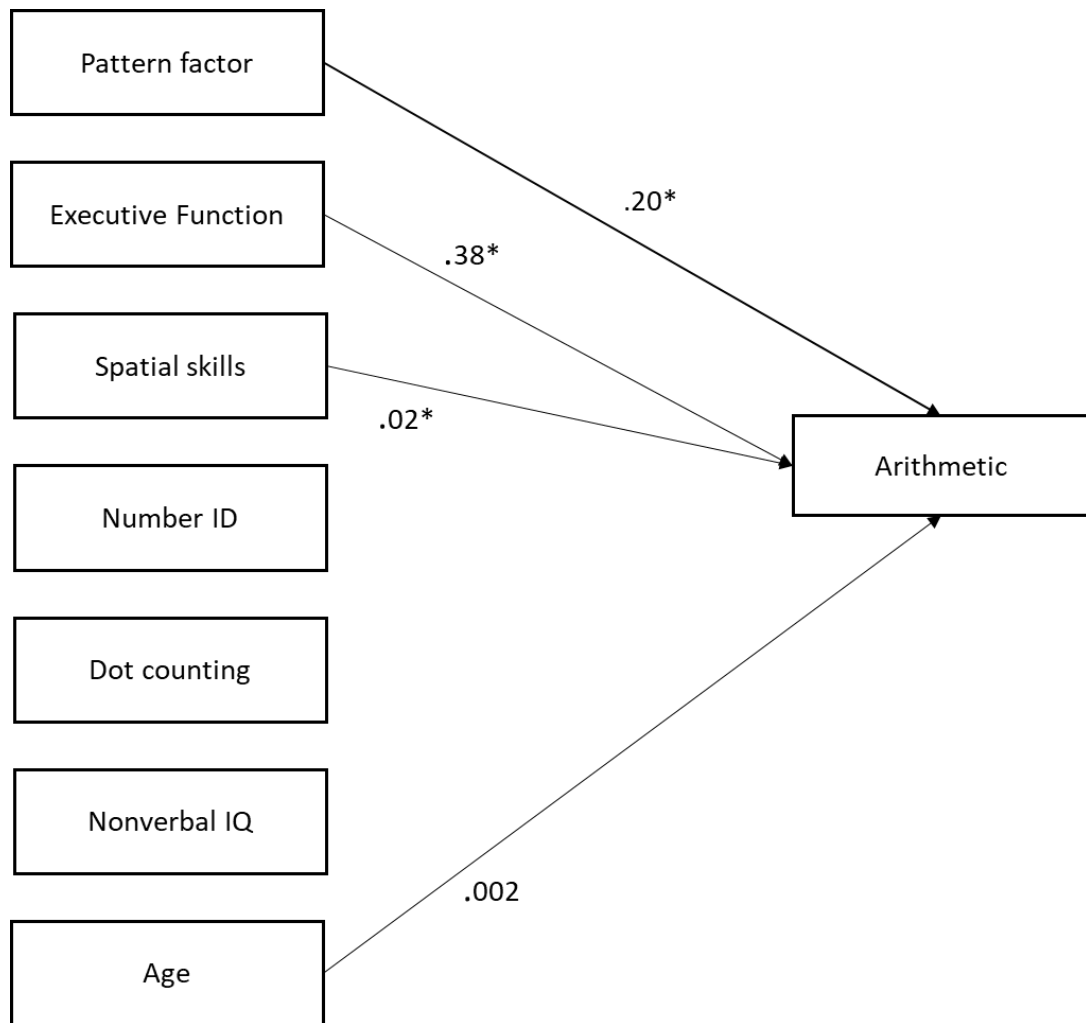 Pattern factor
Executive Function
.20*
.38*
Spatial skills
.02*
Arithmetic
Number ID
Dot counting
Nonverbal IQ
.002
Age